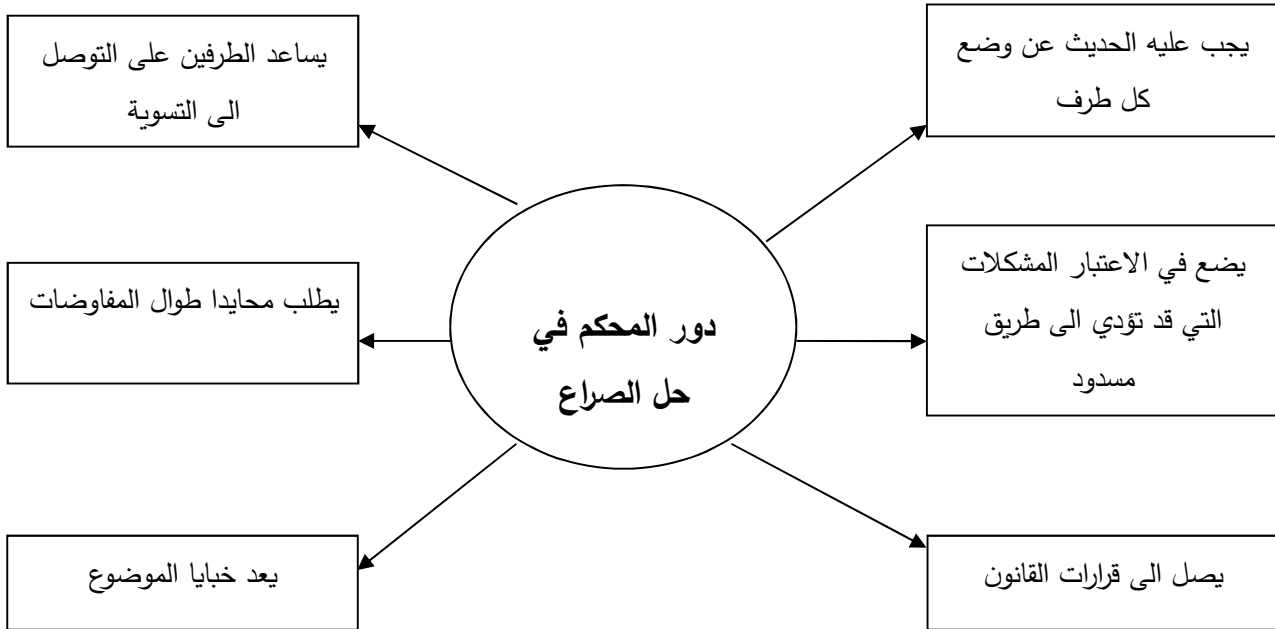 يجب عليه الحديث عن وضع
كل طرف
يساعد الطرفين على التوصل
الى التسوية
يضع في الاعتبار المشكلات
التي قد تؤدي الى طريق
مسدود
يطلب محايدا طوال المفاوضات
دور المحكم في
حل الصراع
يصل الى قرارات القانون
يعد خبايا الموضوع